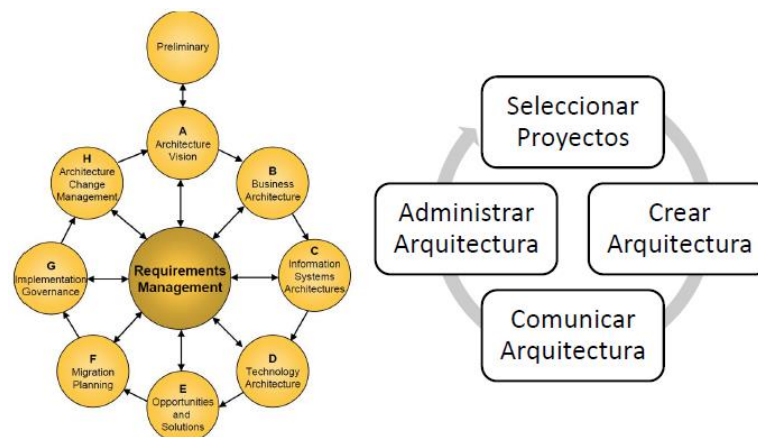 Preliminary
A
Architecture
Vision
B
Business
Architecture
C
Information
Systems
Architectures
D
Technology
Architecture
E
Opportunities
and
Solutions
F
Migration
Planning
G
Implementation
Governance
H
Architecture
Change
Management
Requirements
Management
Seleccionar
Proyectos
Crear
Arquitectura
Comunicar
Arquitectura
Administrar
Arquitectura